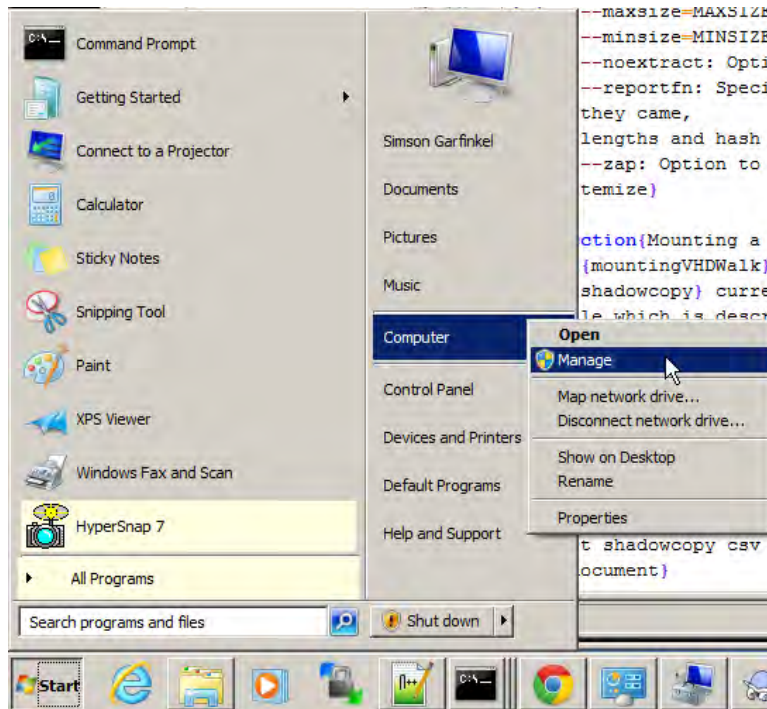 Command Prompt
Getting Started
Connect to a Projector
Calculator
Sticky Notes
Snipping Tool
Paint
XPS Viewer
Windows Fax and Scan
HyperSnap 7
All Programs
Search programs and files
Simson Garfinkel
Documents
Pictures
Music
Computer
Control Panel
Devices and Printers
Default Programs
Help and Support
Shut down
Open
Manage
Map network drive...
Disconnect network drive...
Show on Desktop
Rename
Properties
--maxsize=MAXSIZE
--minsize=MINSIZE
--noextract: Opti
--reportfn: Speci
they came,
lengths and hash
--zap: Option to
temize}
ction{Mounting a
{mountingVHDWalk}
shadowcopy} curre
le which is descr
t shadowcopy csv
ocument}
Start
C:\